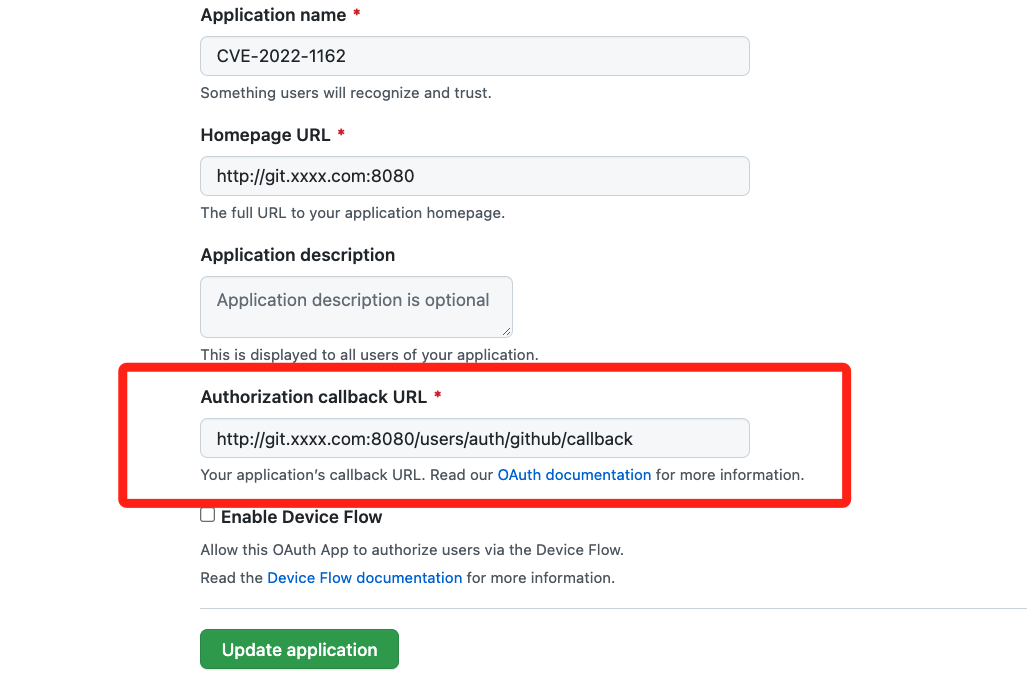 Application name *
CVE-2022-1162
Something users will recognize and trust.
Homepage URL *
http://git.xxxx.com:8080
The full URL to your application homepage.
Application description
Application description is optional
This is displayed to all users of your application.
Authorization callback URL *
http://git.xxxx.com:8080/users/auth/github/callback
Your application's callback URL. Read our OAuth documentation for more information.
Enable Device Flow
Allow this OAuth App to authorize users via the Device Flow.
Read the Device Flow documentation for more information.
Update application